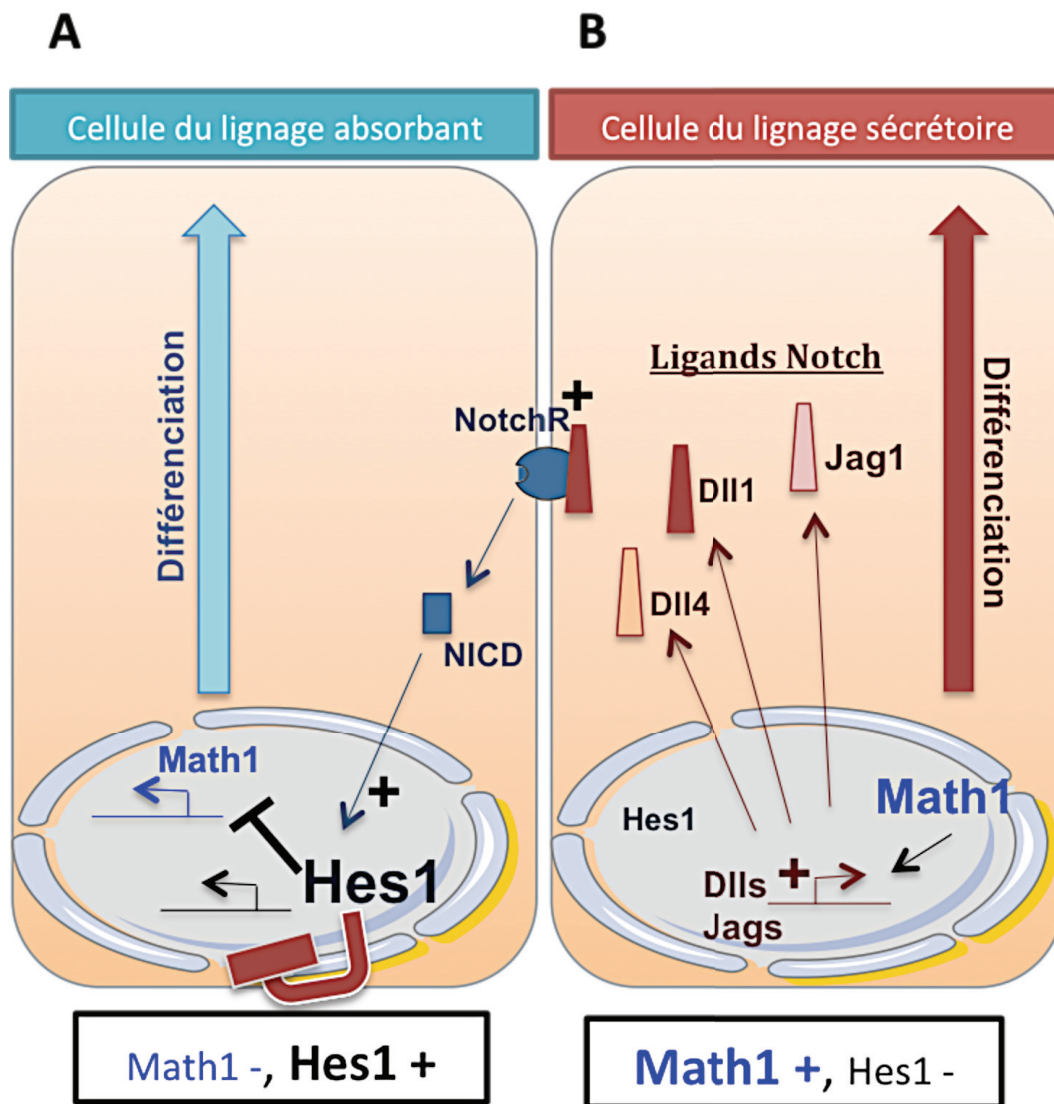 A
B
Cellule du lignage absorbant
Cellule du lignage sécrétoire
Différenciation
Ligands Notch
+
NotchR
Jag1
Dll1
Dll4
NICD
Différenciation
Math1
+
Hes1
Hes1
Math1
Dlls +
Jags
Math1 -, Hes1 +
Math1 +, Hes1 -